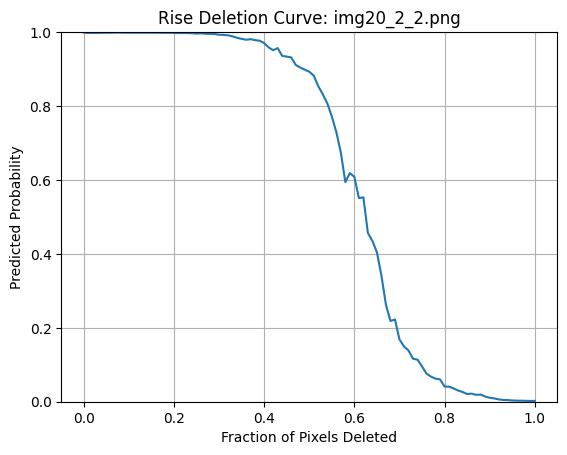 Rise Deletion Curve: img20_2_2.png
Predicted Probability
1.0
0.8
0.6
0.4
0.2
0.0
0.0 0.2 0.4 0.6 0.8 1.0
Fraction of Pixels Deleted